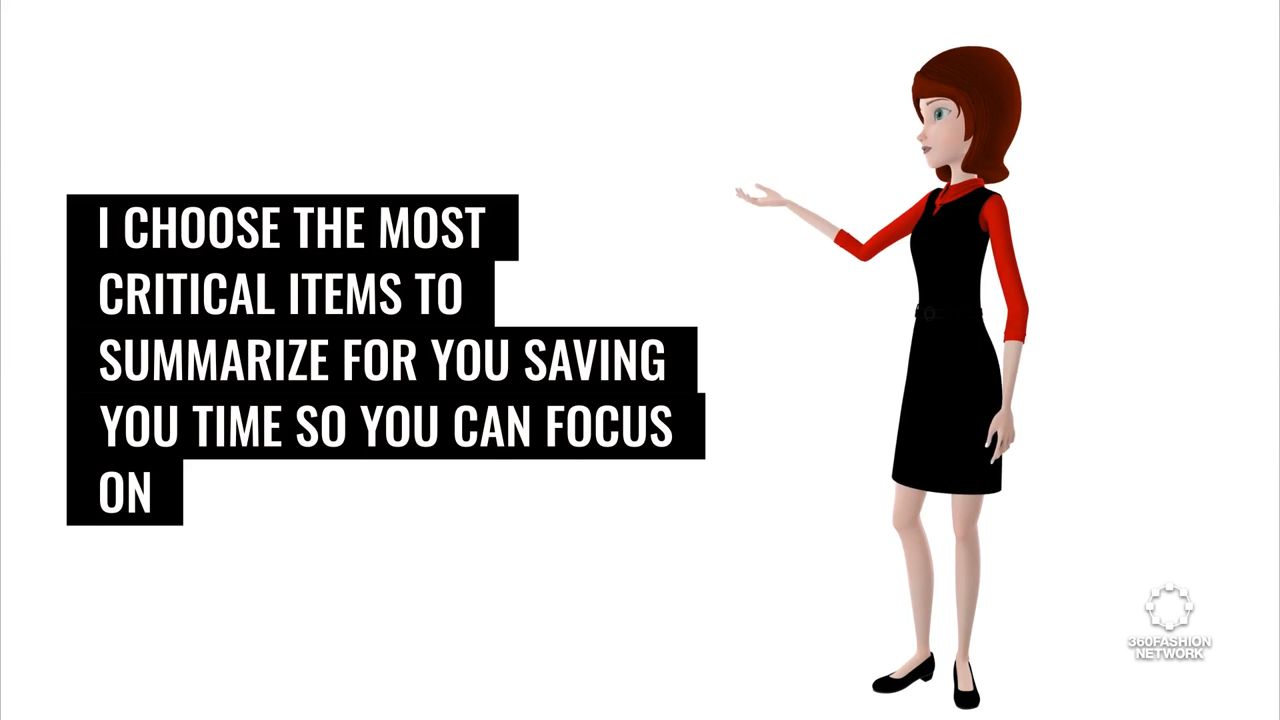 I CHOOSE THE MOST
CRITICAL ITEMS TO
SUMMARIZE FOR YOU SAVING
YOU TIME SO YOU CAN FOCUS
ON
360FASHION
NETWORK